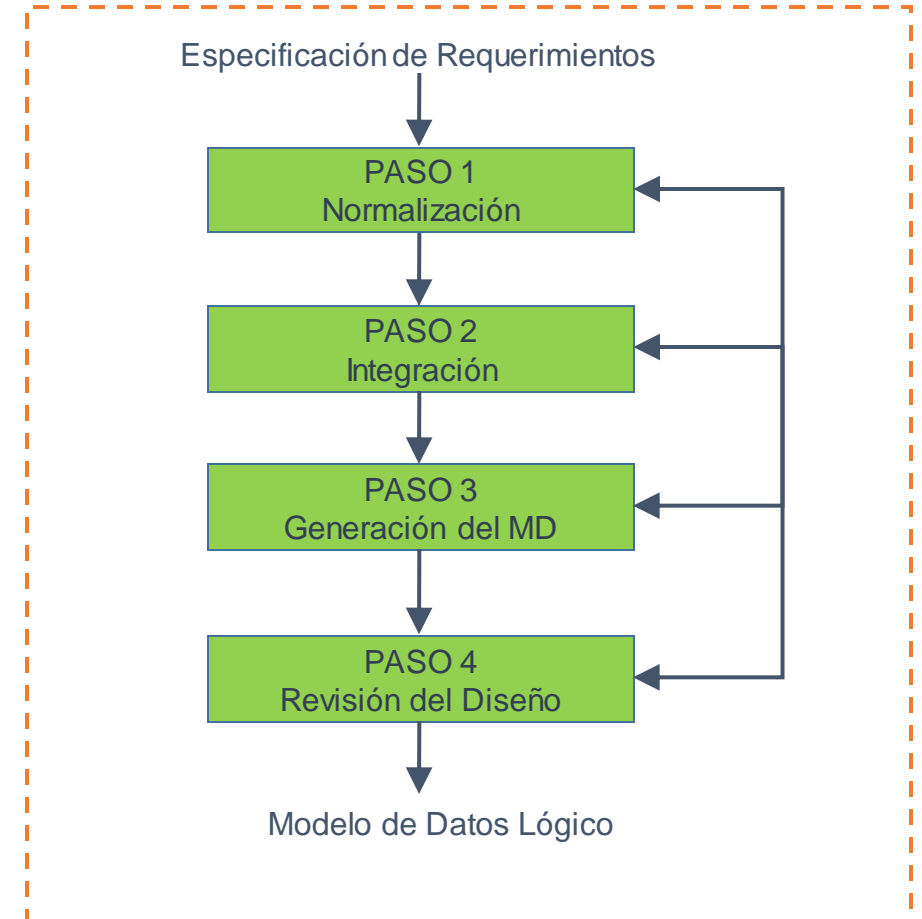 Especificación de Requerimientos
PASO 1
Normalización
PASO 2
Integración
PASO 3
Generación del MD
PASO 4
Revisión del Diseño
Modelo de Datos Lógico